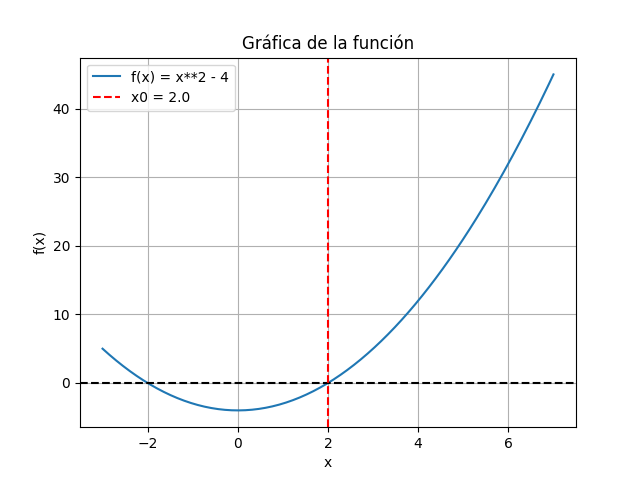 Gráfica de la función
f(x) = x**2 - 4
x0 = 2.0
40
30
20
10
0
f(x)
−2
0
2
4
6
x